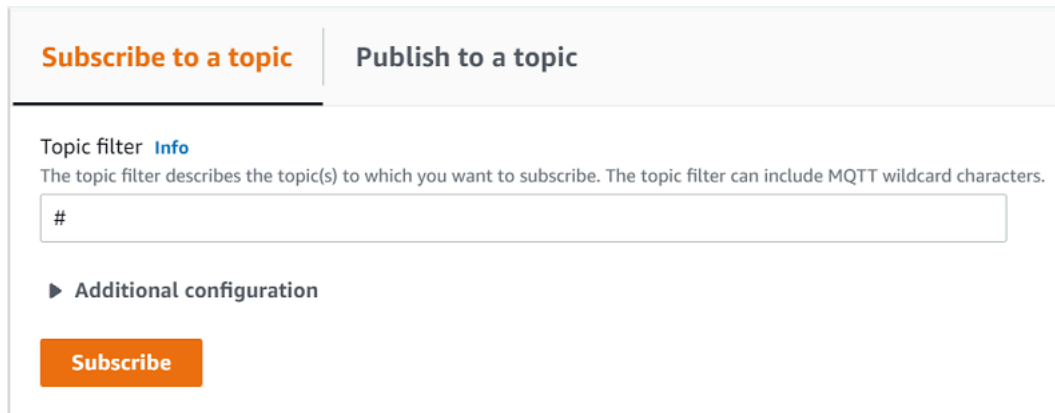 Subscribe to a topic
Publish to a topic
Topic filter Info
The topic filter describes the topic(s) to which you want to subscribe. The topic filter can include MQTT wildcard characters.
#
Additional configuration
Subscribe